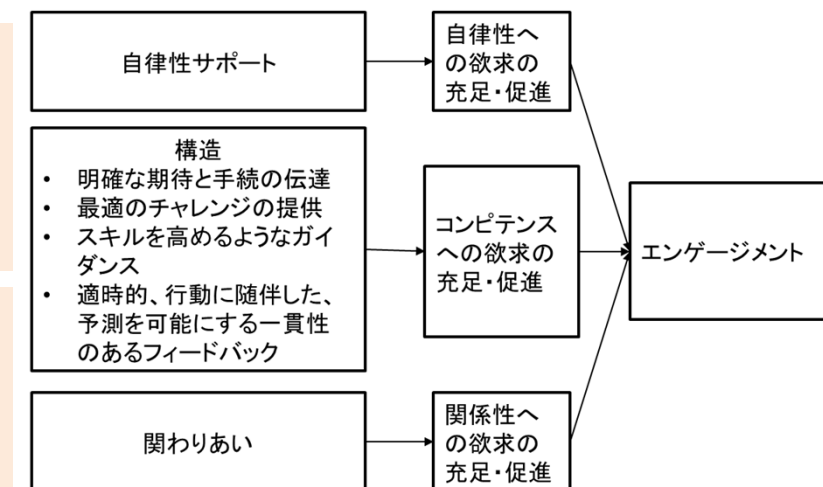 自律性サポート
自律性へ
の欲求の
充足・促進
構造
• 明確な期待と手続の伝達
• 最適のチャレンジの提供
• スキルを高めるようなガイ
ダンス
• 適時的、行動に随伴した、
予測を可能にする一貫性
のあるフィードバック
コンピテンス
への欲求の
充足・促進
エンゲージメント
関わりあい
関係性へ
の欲求の
充足・促進